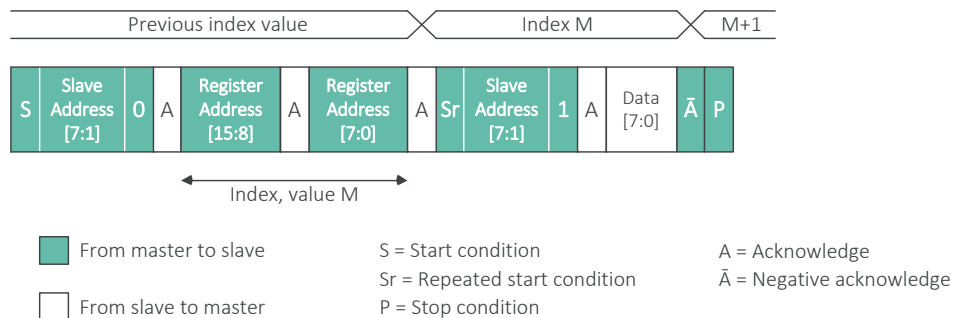 Previous index value Index M M+1
S Slave Address [7:1] 0 A Register Address [15:8] A Register Address [7:0] A Sr Slave Address [7:1] 1 A Data [7:0] Ā P
Index, value M
From master to slave S = Start condition A = Acknowledge
Sr = Repeated start condition Ā = Negative acknowledge
From slave to master P = Stop condition